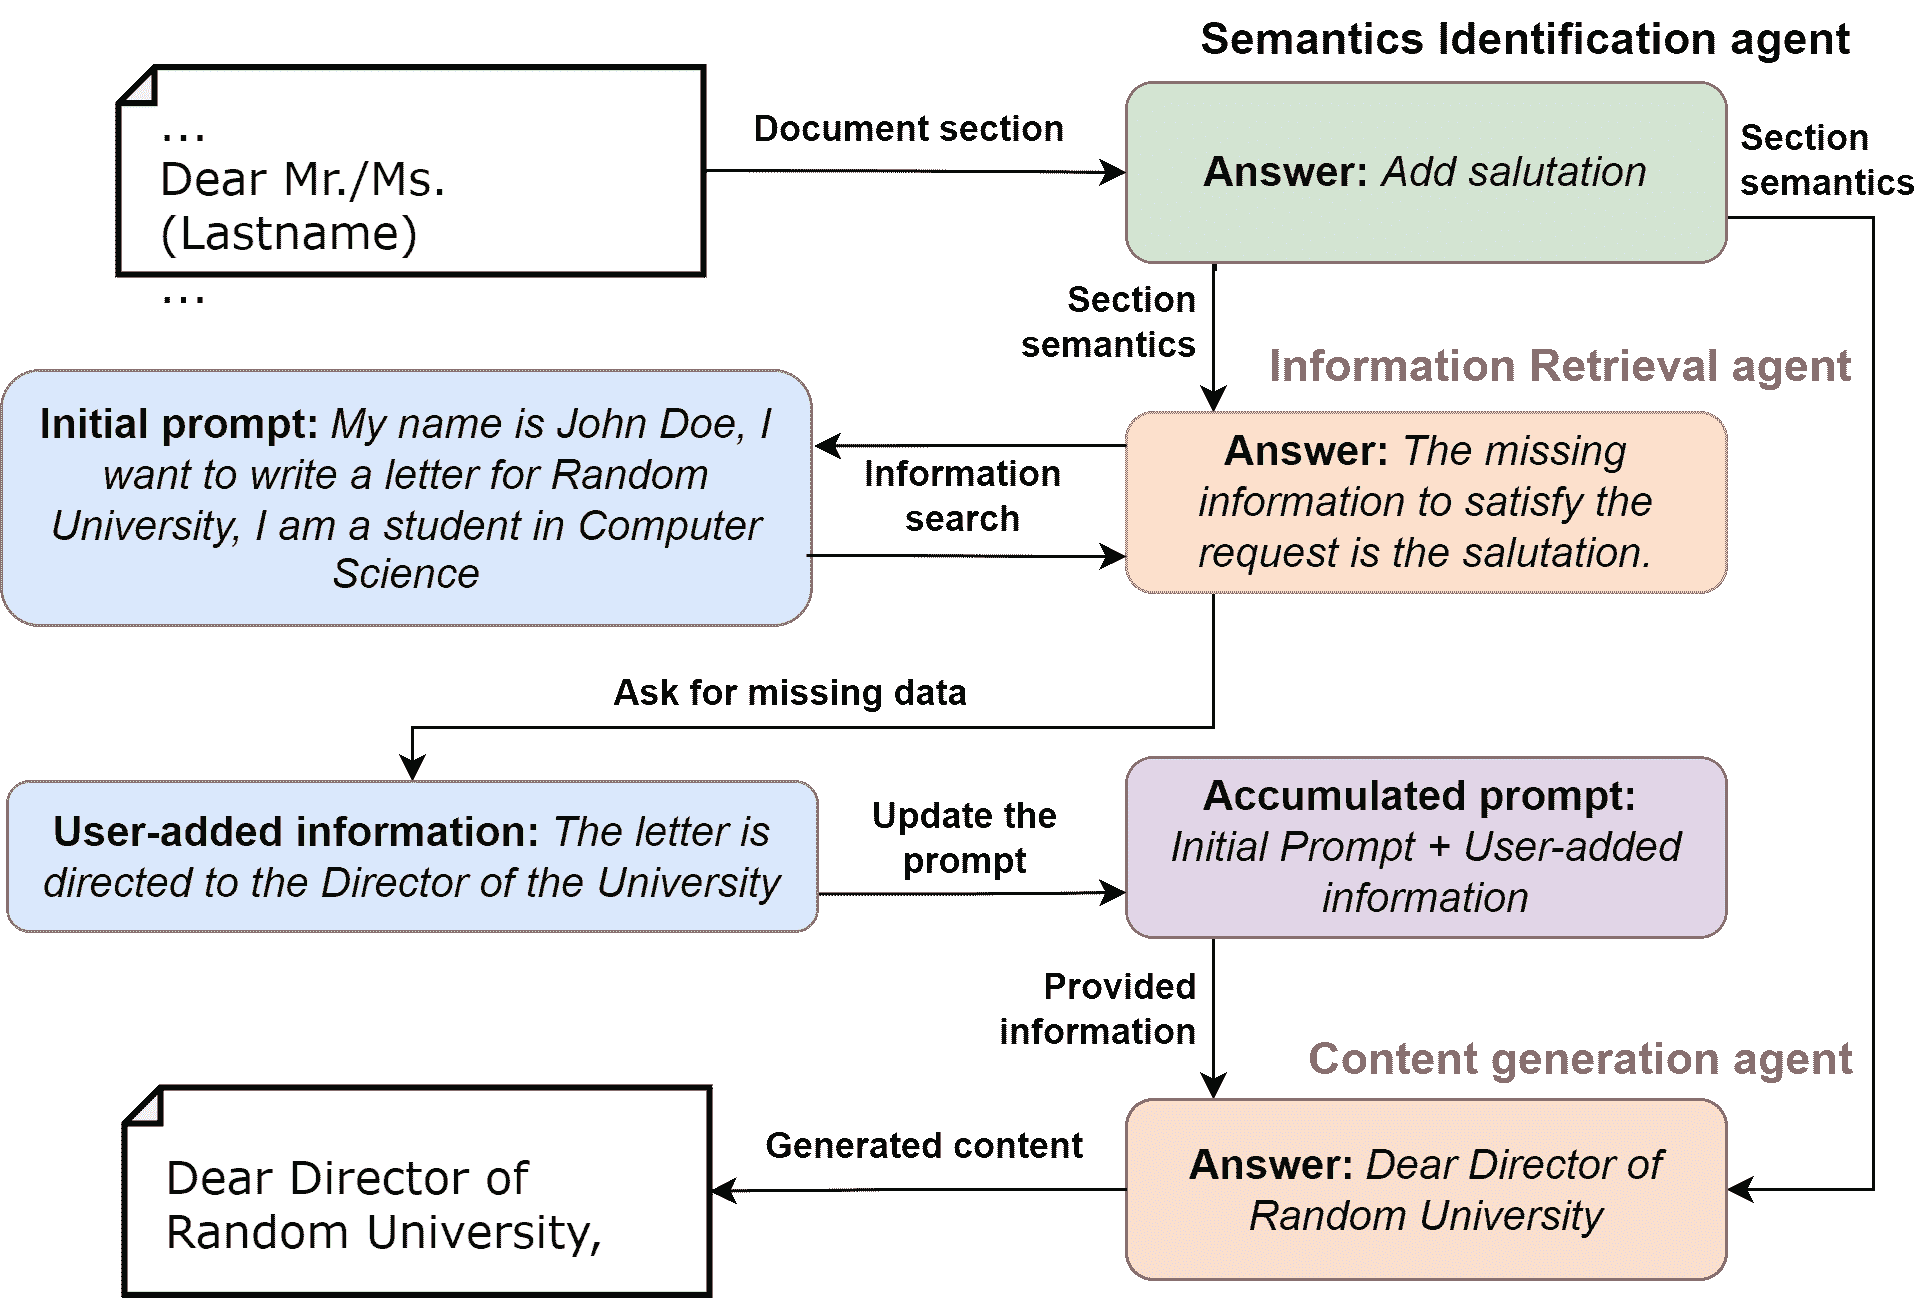 Semantics Identification agent
...
Dear Mr./Ms.
(Lastname)
...
Document section
Answer: Add salutation
Section
semantics
Section
semantics
Information Retrieval agent
Initial prompt: My name is John Doe, I
want to write a letter for Random
University, I am a student in Computer
Science
Information
search
Answer: The missing
information to satisfy the
request is the salutation.
Ask for missing data
User-added information: The letter is
directed to the Director of the University
Update the
prompt
Accumulated prompt:
Initial Prompt + User-added
information
Provided
information
Content generation agent
Dear Director of
Random University,
Generated content
Answer: Dear Director of
Random University